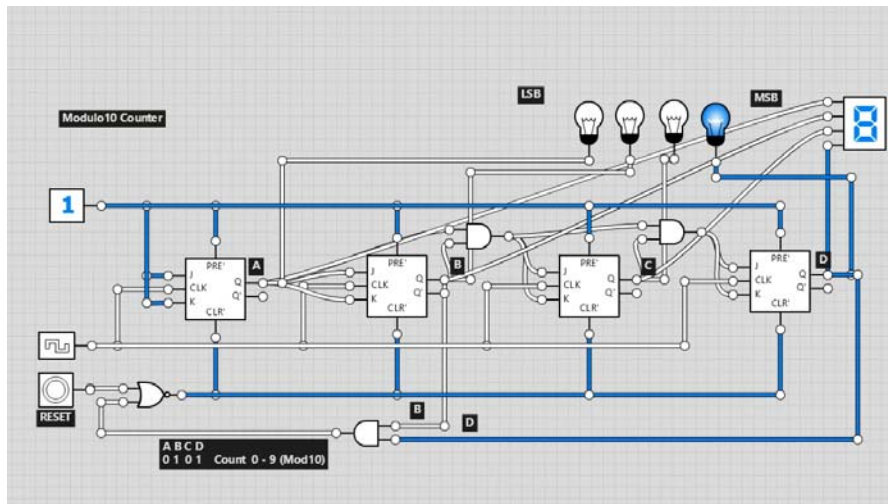 LSB
MSB
Modulo10 Counter
8
1
A
B
C
D
PRE'
J
CLK
K
Q
Q'
CLR'
PRE'
J
CLK
K
Q
Q'
CLR'
PRE'
J
CLK
K
Q
Q'
CLR'
PRE'
J
CLK
K
Q
Q'
CLR'
RESET
B
D
A B C D
0 1 0 1 Count 0 - 9 (Mod10)